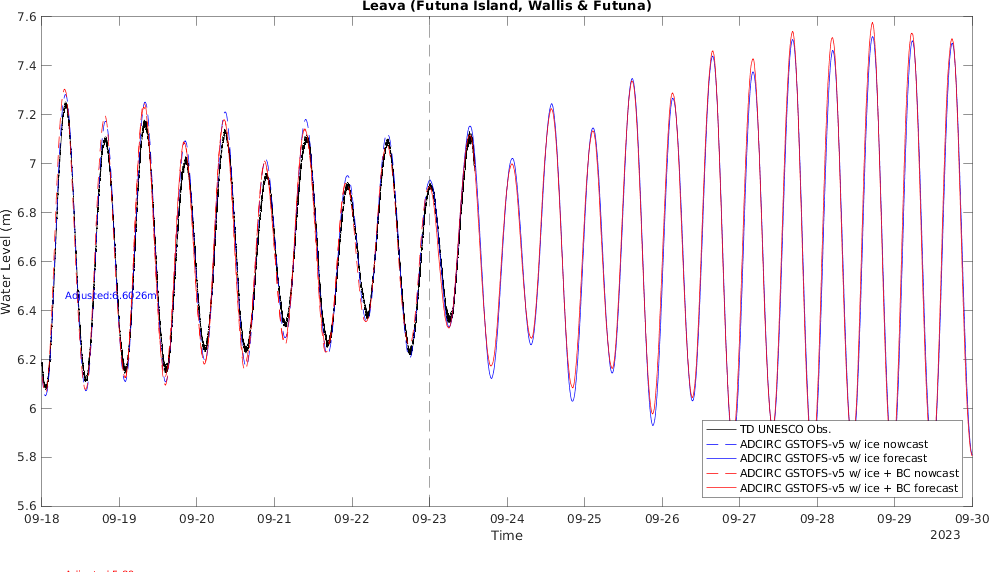 Leava (Futuna Island, Wallis & Futuna)
7.6
7.4
7.2
7
6.8
6.6
6.4
6.2
6
5.8
5.6
Water Level (m)
Adjusted:6.6026m
TD UNESCO Obs.
ADCIRC GSTOFS-v5 w/ ice nowcast
ADCIRC GSTOFS-v5 w/ ice forecast
ADCIRC GSTOFS-v5 w/ ice + BC nowcast
ADCIRC GSTOFS-v5 w/ ice + BC forecast
09-18 09-19 09-20 09-21 09-22 09-23 09-24 09-25 09-26 09-27 09-28 09-29 09-30
Time
2023